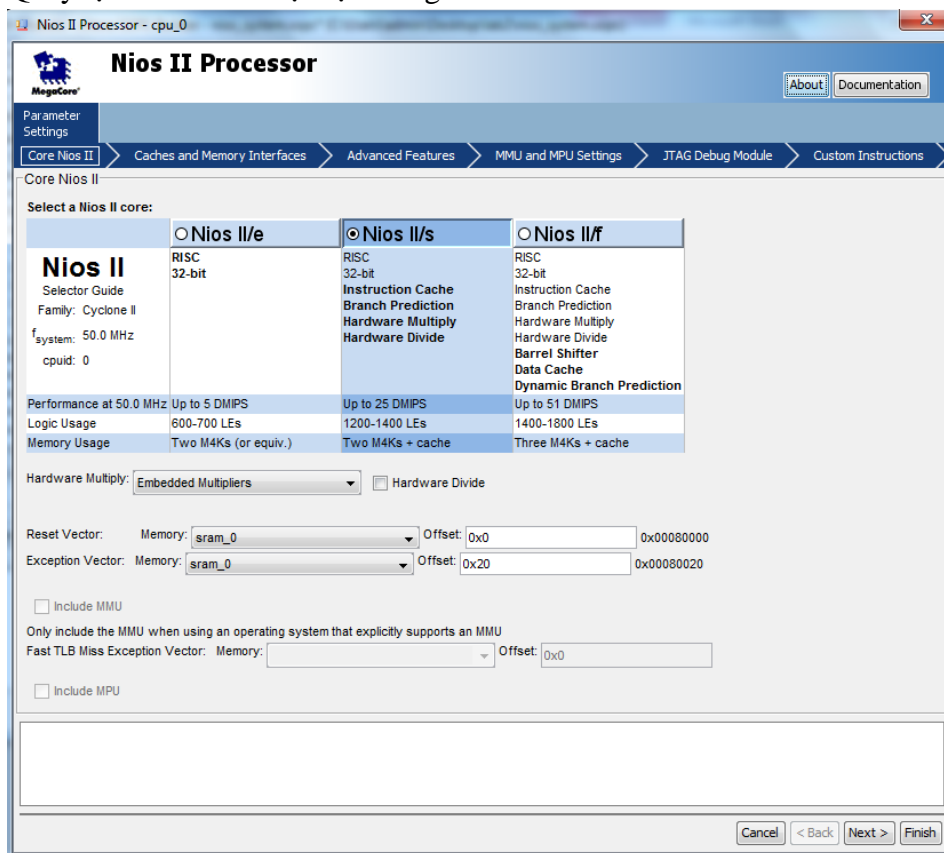 Nios II Processor - cpu_0
MegaCore®
Nios II Processor
About Documentation
Parameter
Settings
Core Nios II Caches and Memory Interfaces Advanced Features MMU and MPU Settings JTAG Debug Module Custom Instructions
Core Nios II
Select a Nios II core:
Nios II/e Nios II/s Nios II/f
Nios II
Selector Guide
Family: Cyclone II
fsystem: 50.0 MHz
cpuid: 0
RISC
32-bit
RISC
32-bit
Instruction Cache
Branch Prediction
Hardware Multiply
Hardware Divide
RISC
32-bit
Instruction Cache
Branch Prediction
Hardware Multiply
Hardware Divide
Barrel Shifter
Data Cache
Dynamic Branch Prediction
Performance at 50.0 MHz Up to 5 DMIPS Up to 25 DMIPS Up to 51 DMIPS
Logic Usage 600-700 LEs 1200-1400 LEs 1400-1800 LEs
Memory Usage Two M4Ks (or equiv.) Two M4Ks + cache Three M4Ks + cache
Hardware Multiply: Embedded Multipliers Hardware Divide
Reset Vector: Memory: sram_0 Offset: 0x0 0x00080000
Exception Vector: Memory: sram_0 Offset: 0x20 0x00080020
Include MMU
Only include the MMU when using an operating system that explicitly supports an MMU
Fast TLB Miss Exception Vector: Memory: Offset: 0x0
Include MPU
Cancel < Back Next > Finish